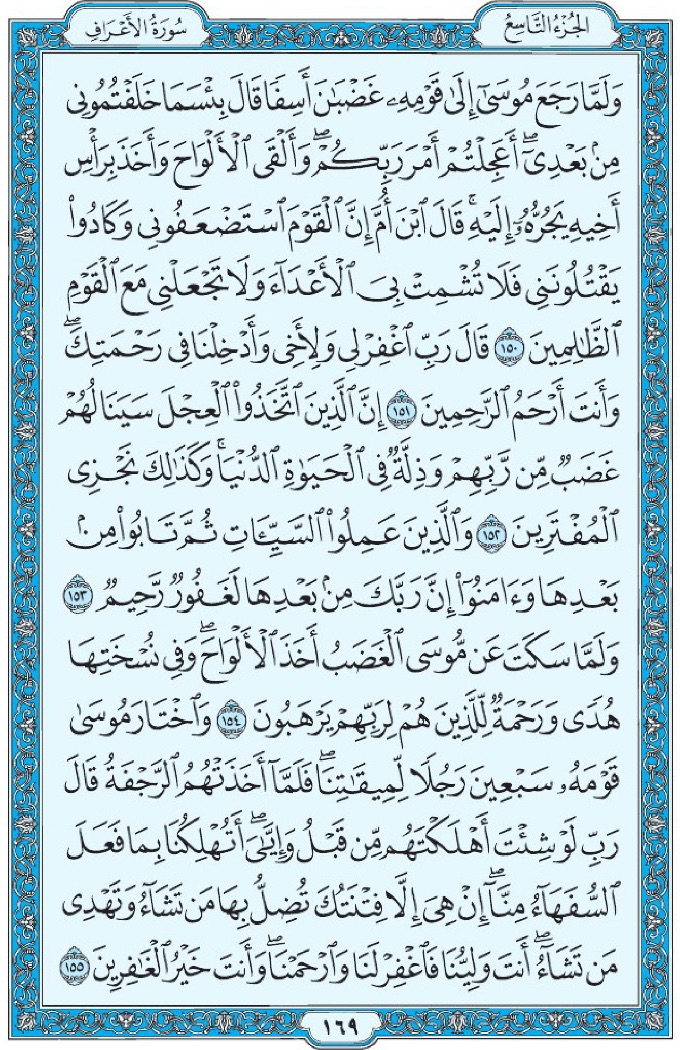 الجُزْءُ التَّاسِعُ
سُورَةُ الأَعْرَافِ
وَلَمَّا رَجَعَ مُوسَىٰٓ إِلَىٰ قَوْمِهِۦ غَضْبَٰنَ أَسِفًا قَالَ بِئْسَمَا خَلَفْتُمُونِى
مِنۢ بَعْدِىٓۖ أَعَجِلْتُمْ أَمْرَ رَبِّكُمْۖ وَأَلْقَى ٱلْأَلْوَاحَ وَأَخَذَ بِرَأْسِ
أَخِيهِ يَجُرُّهُۥٓ إِلَيْهِۚ قَالَ ٱبْنَ أُمَّ إِنَّ ٱلْقَوْمَ ٱسْتَضْعَفُونِى وَكَادُوا۟
يَقْتُلُونَنِى فَلَا تُشْمِتْ بِىَ ٱلْأَعْدَآءَ وَلَا تَجْعَلْنِى مَعَ ٱلْقَوْمِ
ٱلظَّٰلِمِينَ ١٥٠ قَالَ رَبِّ ٱغْفِرْ لِى وَلِأَخِى وَأَدْخِلْنَا فِى رَحْمَتِكَۖ
وَأَنتَ أَرْحَمُ ٱلرَّٰحِمِينَ ١٥١ إِنَّ ٱلَّذِينَ ٱتَّخَذُوا۟ ٱلْعِجْلَ سَيَنَالُهُمْ
غَضَبٌ مِّن رَّبِّهِمْ وَذِلَّةٌ فِى ٱلْحَيَوٰةِ ٱلدُّنْيَاۚ وَكَذَٰلِكَ نَجْزِى
ٱلْمُفْتَرِينَ ١٥٢ وَٱلَّذِينَ عَمِلُوا۟ ٱلسَّيِّـَٔاتِ ثُمَّ تَابُوا۟ مِنۢ
بَعْدِهَا وَءَامَنُوٓا۟ إِنَّ رَبَّكَ مِنۢ بَعْدِهَا لَغَفُورٌ رَّحِيمٌ ١٥٣
وَلَمَّا سَكَتَ عَن مُّوسَى ٱلْغَضَبُ أَخَذَ ٱلْأَلْوَاحَۖ وَفِى نُسْخَتِهَا
هُدًى وَرَحْمَةٌ لِّلَّذِينَ هُمْ لِرَبِّهِمْ يَرْهَبُونَ ١٥٤ وَٱخْتَارَ مُوسَىٰ
قَوْمَهُۥ سَبْعِينَ رَجُلًا لِّمِيقَٰتِنَاۖ فَلَمَّآ أَخَذَتْهُمُ ٱلرَّجْفَةُ قَالَ
رَبِّ لَوْ شِئْتَ أَهْلَكْتَهُم مِّن قَبْلُ وَإِيَّٰىَۖ أَتُهْلِكُنَا بِمَا فَعَلَ
ٱلسُّفَهَآءُ مِنَّآۖ إِنْ هِىَ إِلَّا فِتْنَتُكَ تُضِلُّ بِهَا مَن تَشَآءُ وَتَهْدِى
مَن تَشَآءُۖ أَنتَ وَلِيُّنَا فَٱغْفِرْ لَنَا وَٱرْحَمْنَاۖ وَأَنتَ خَيْرُ ٱلْغَٰفِرِينَ ١٥٥
١٦٩